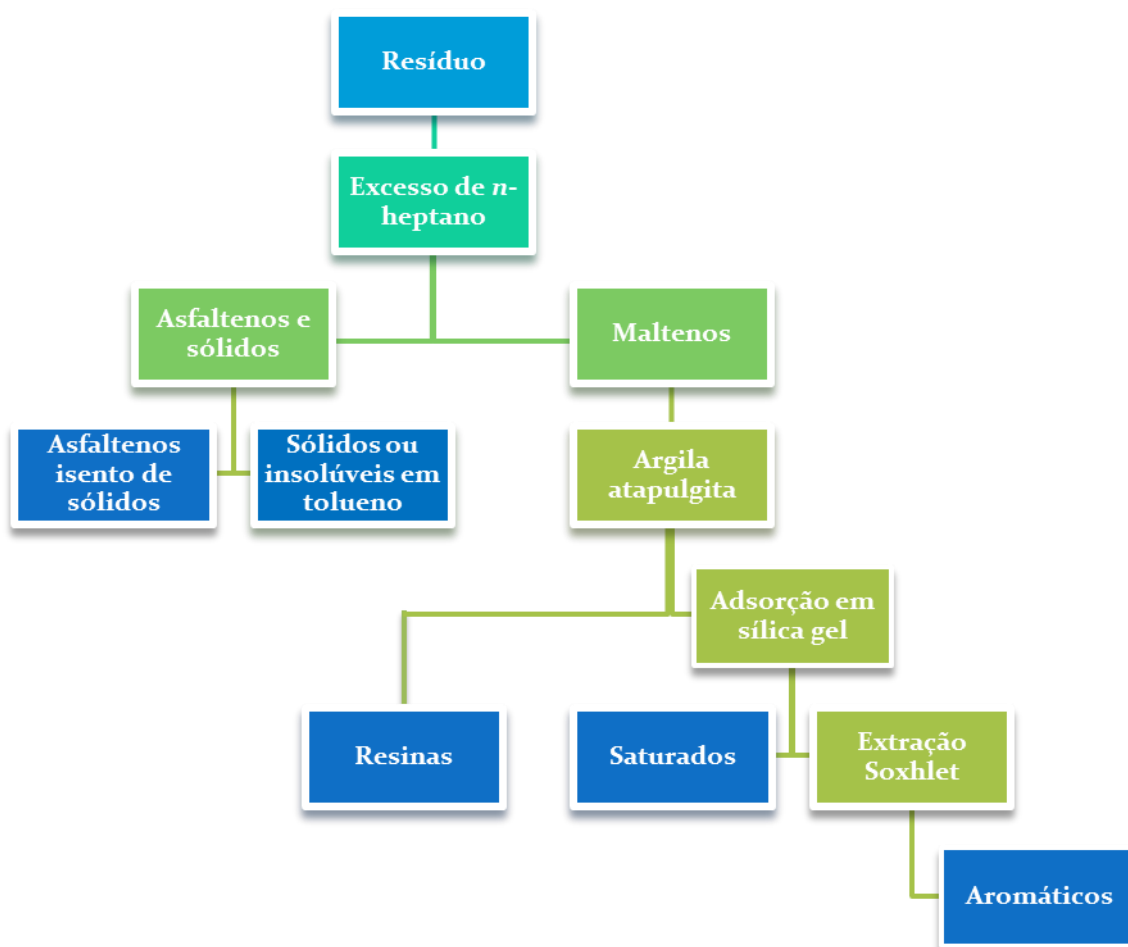 Resíduo
Excesso de n-
heptano
Asfaltenos e
sólidos
Maltenos
Asfaltenos
isento de
sólidos
Sólidos ou
insolúveis em
tolueno
Argila
atapulgita
Adsorção em
sílica gel
Resinas
Saturados
Extração
Soxhlet
Aromáticos